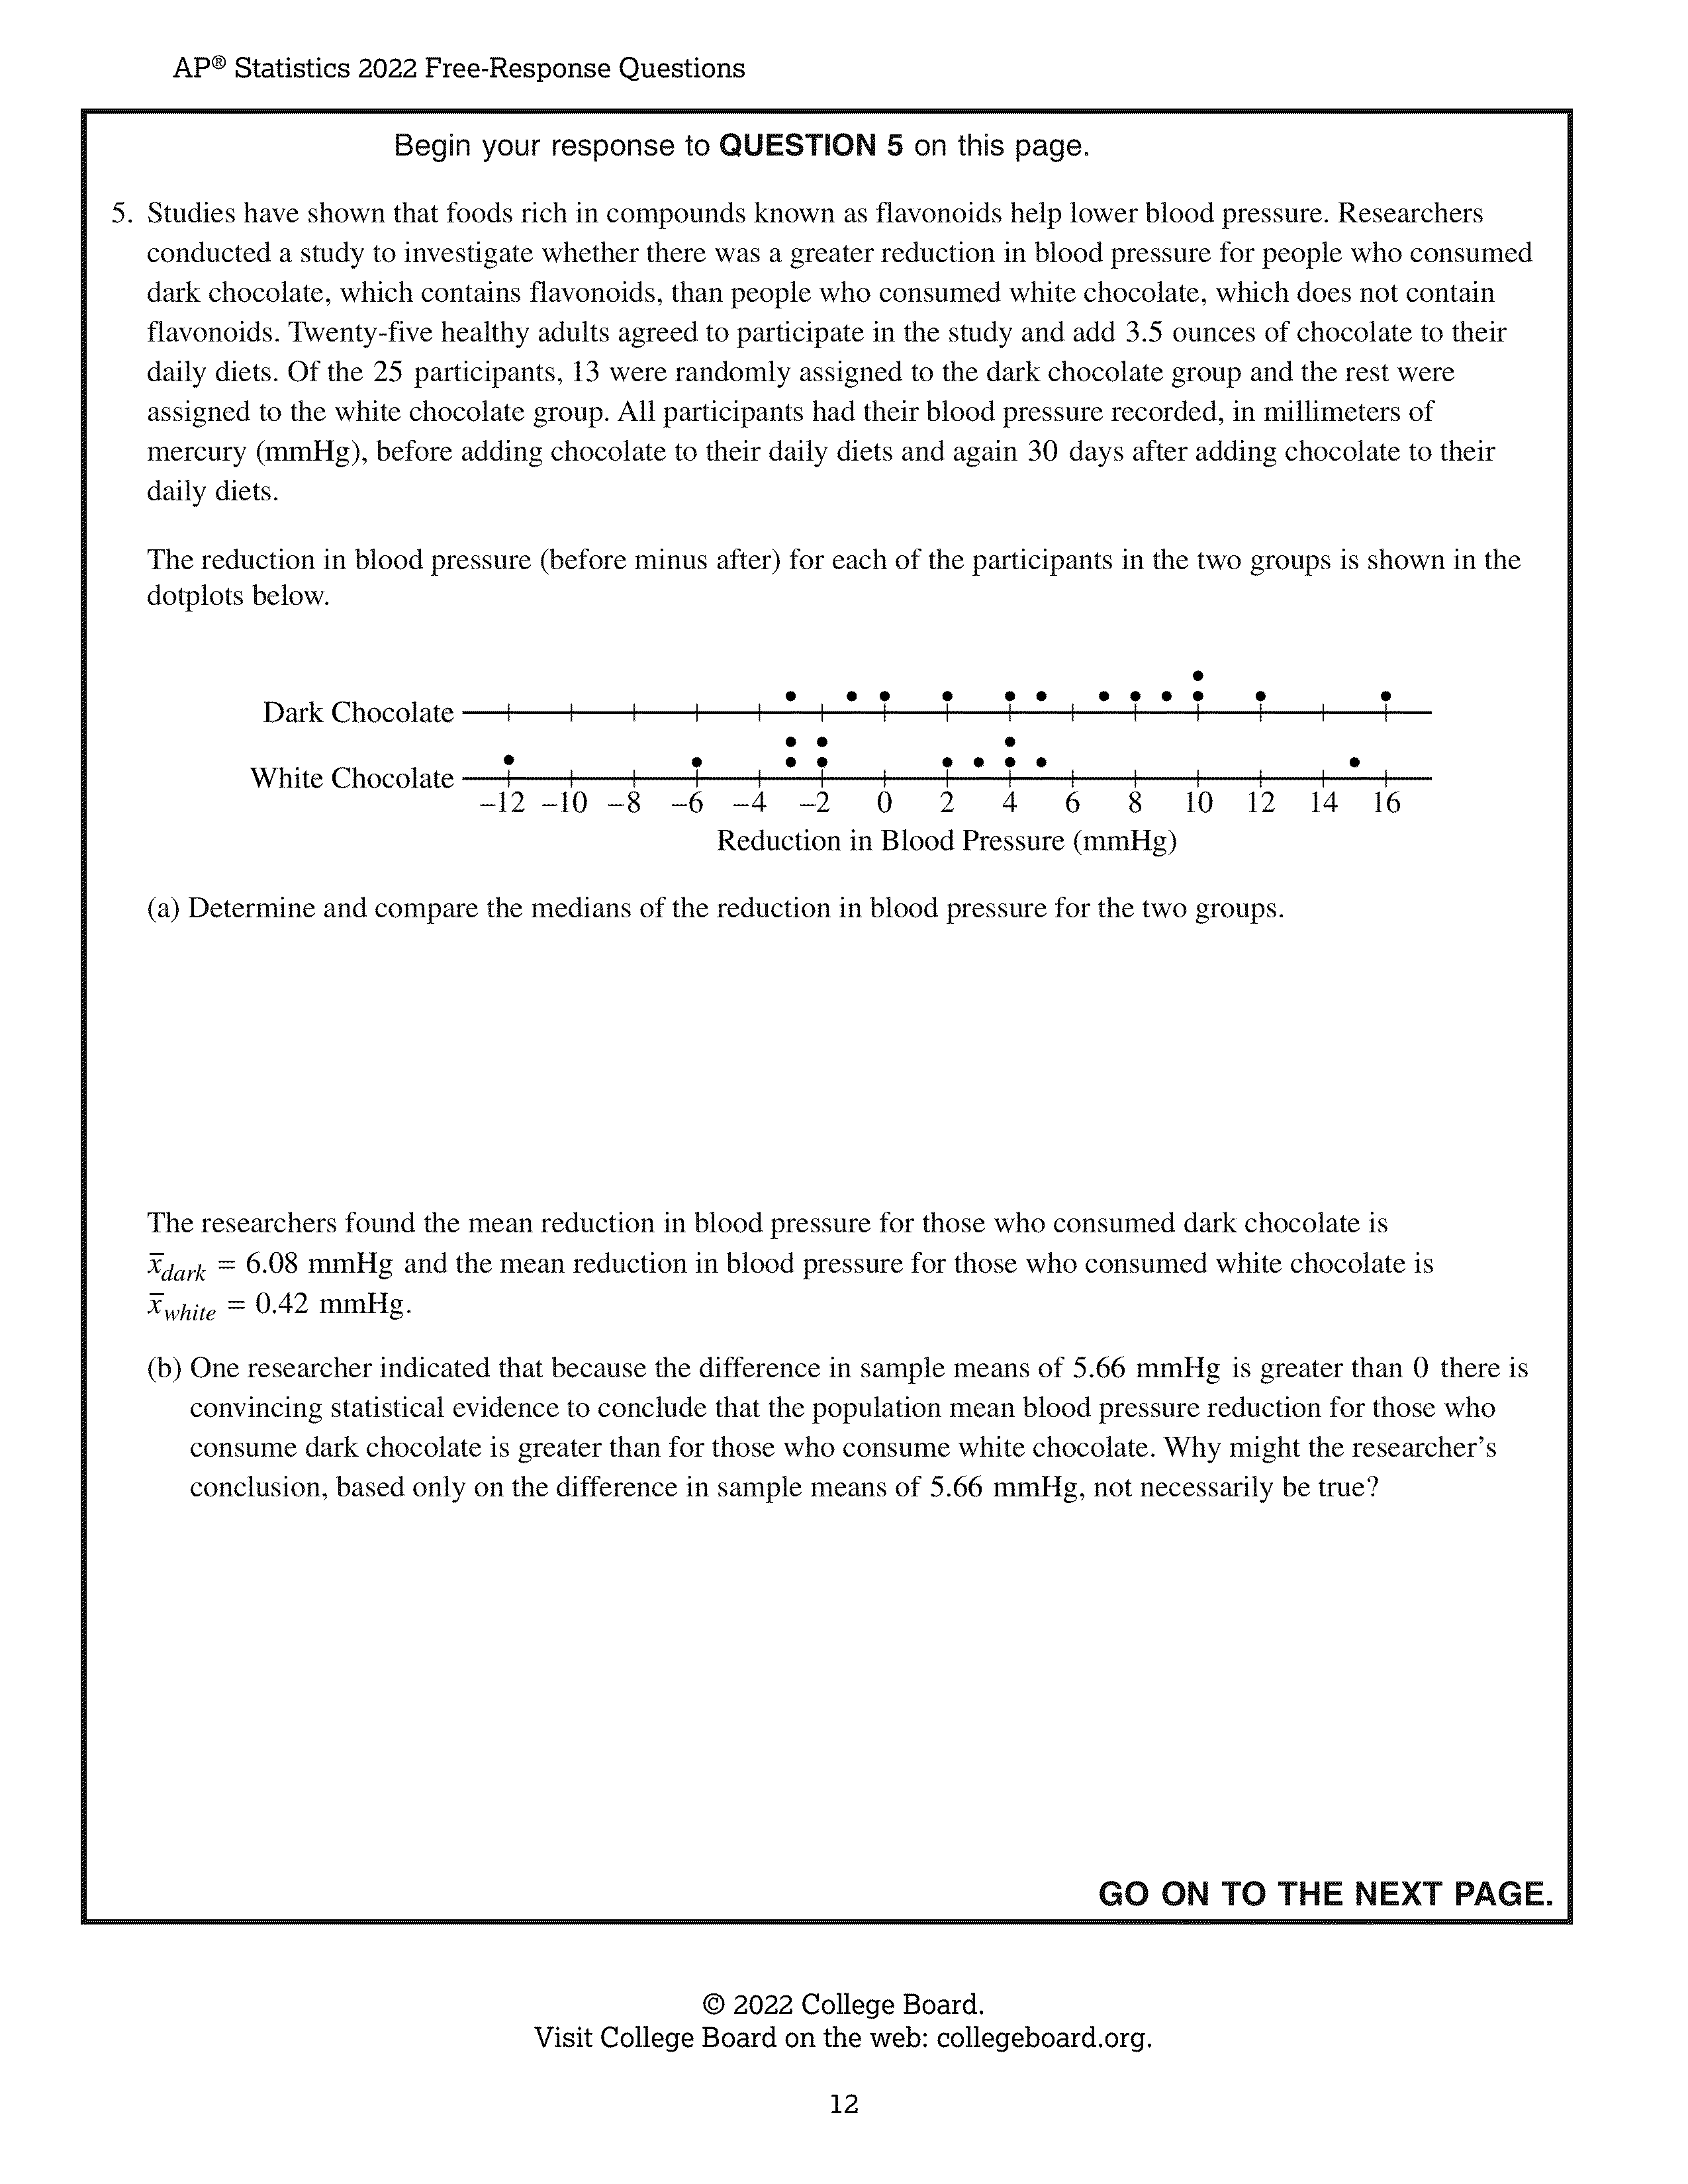 AP® Statistics 2022 Free-Response Questions
Begin your response to QUESTION 5 on this page.
5. Studies have shown that foods rich in compounds known as flavonoids help lower blood pressure. Researchers
conducted a study to investigate whether there was a greater reduction in blood pressure for people who consumed
dark chocolate, which contains flavonoids, than people who consumed white chocolate, which does not contain
flavonoids. Twenty-five healthy adults agreed to participate in the study and add 3.5 ounces of chocolate to their
daily diets. Of the 25 participants, 13 were randomly assigned to the dark chocolate group and the rest were
assigned to the white chocolate group. All participants had their blood pressure recorded, in millimeters of
mercury (mmHg), before adding chocolate to their daily diets and again 30 days after adding chocolate to their
daily diets.
The reduction in blood pressure (before minus after) for each of the participants in the two groups is shown in the
dotplots below.
Dark Chocolate
White Chocolate
−12 −10 −8 −6 −4 −2 0 2 4 6 8 10 12 14 16
Reduction in Blood Pressure (mmHg)
(a) Determine and compare the medians of the reduction in blood pressure for the two groups.
The researchers found the mean reduction in blood pressure for those who consumed dark chocolate is
x̄dark = 6.08 mmHg and the mean reduction in blood pressure for those who consumed white chocolate is
x̄white = 0.42 mmHg.
(b) One researcher indicated that because the difference in sample means of 5.66 mmHg is greater than 0 there is
convincing statistical evidence to conclude that the population mean blood pressure reduction for those who
consume dark chocolate is greater than for those who consume white chocolate. Why might the researcher's
conclusion, based only on the difference in sample means of 5.66 mmHg, not necessarily be true?
GO ON TO THE NEXT PAGE.
© 2022 College Board.
Visit College Board on the web: collegeboard.org.
12